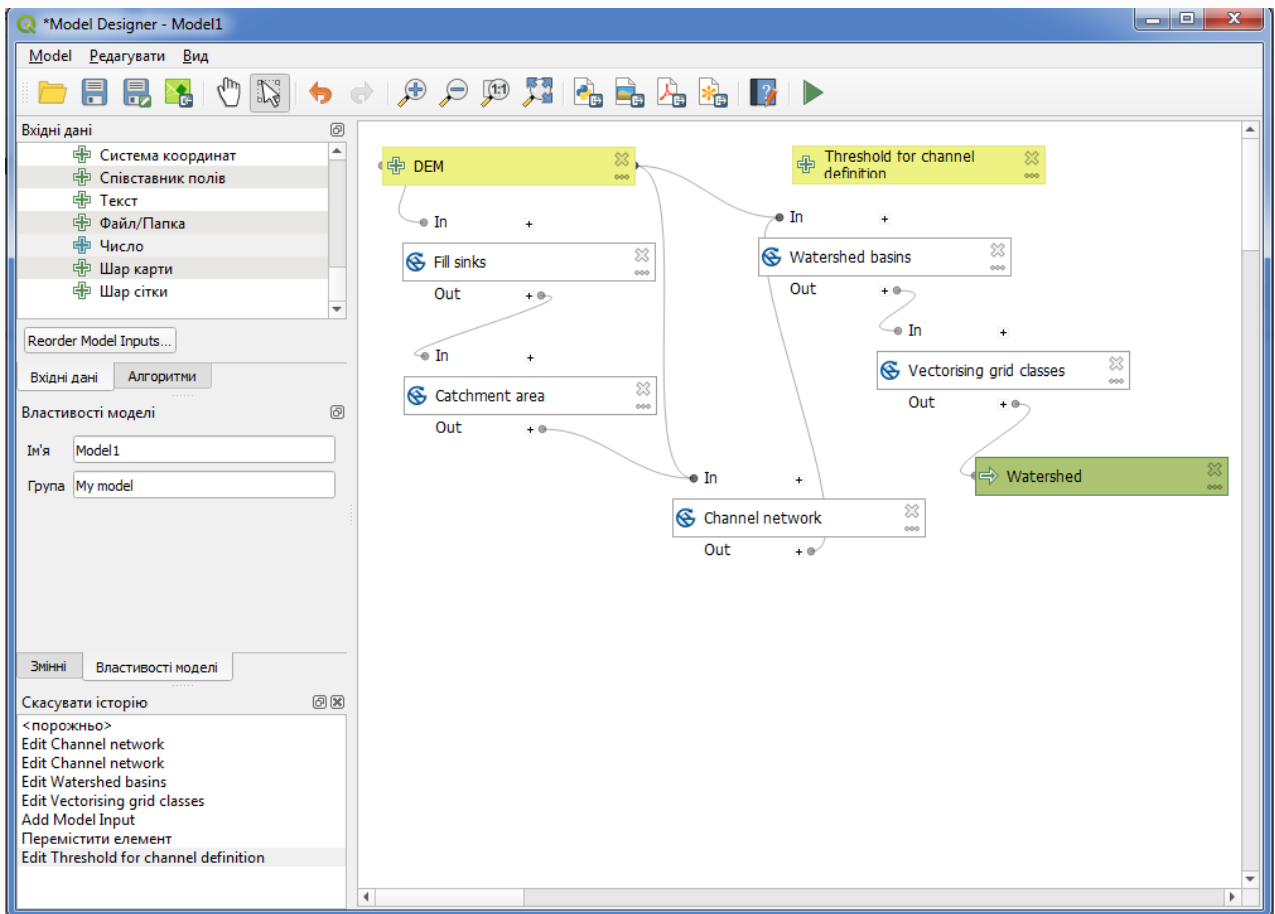 *Model Designer - Model1
Model Редагувати Вид
1:1
Вхідні дані
Система координат
Співставник полів
Текст
Файл/Папка
Число
Шар карти
Шар сітки
Reorder Model Inputs...
Вхідні дані Алгоритми
Властивості моделі
Ім'я Model1
Група My model
Змінні Властивості моделі
Скасувати історію
<порожньо>
Edit Channel network
Edit Channel network
Edit Watershed basins
Edit Vectorising grid classes
Add Model Input
Перемістити елемент
Edit Threshold for channel definition
DEM
Threshold for channel
definition
In +
Fill sinks
Out +
In +
Catchment area
Out +
In +
Watershed basins
Out +
In +
Vectorising grid classes
Out +
Watershed
In +
Channel network
Out +